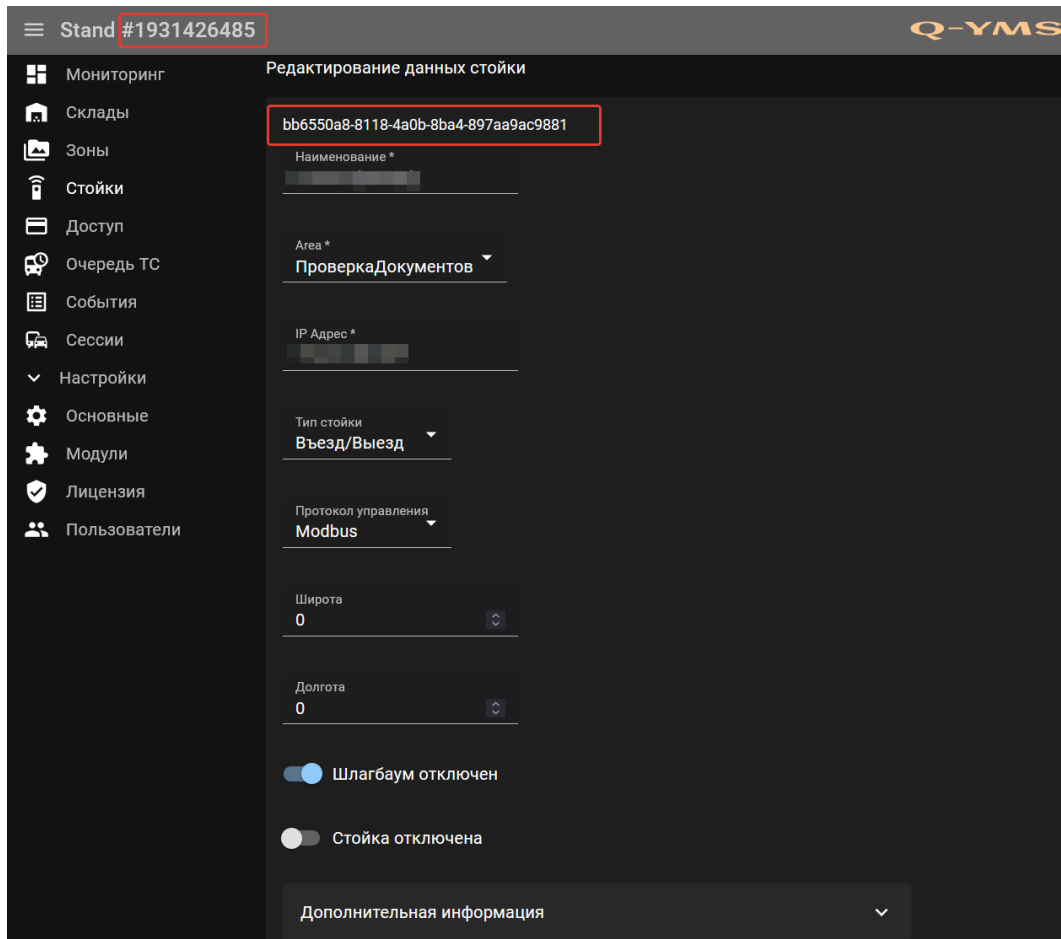 Stand #1931426485
Q-YMS
Мониторинг
Склады
Зоны
Стойки
Доступ
Очередь ТС
События
Сессии
Настройки
Основные
Модули
Лицензия
Пользователи
Редактирование данных стойки
bb6550a8-8118-4a0b-8ba4-897aa9ac9881
Наименование *
Area *
ПроверкаДокументов
IP Адрес *
Тип стойки
Въезд/Выезд
Протокол управления
Modbus
Широта
0
Долгота
0
Шлагбаум отключен
Стойка отключена
Дополнительная информация